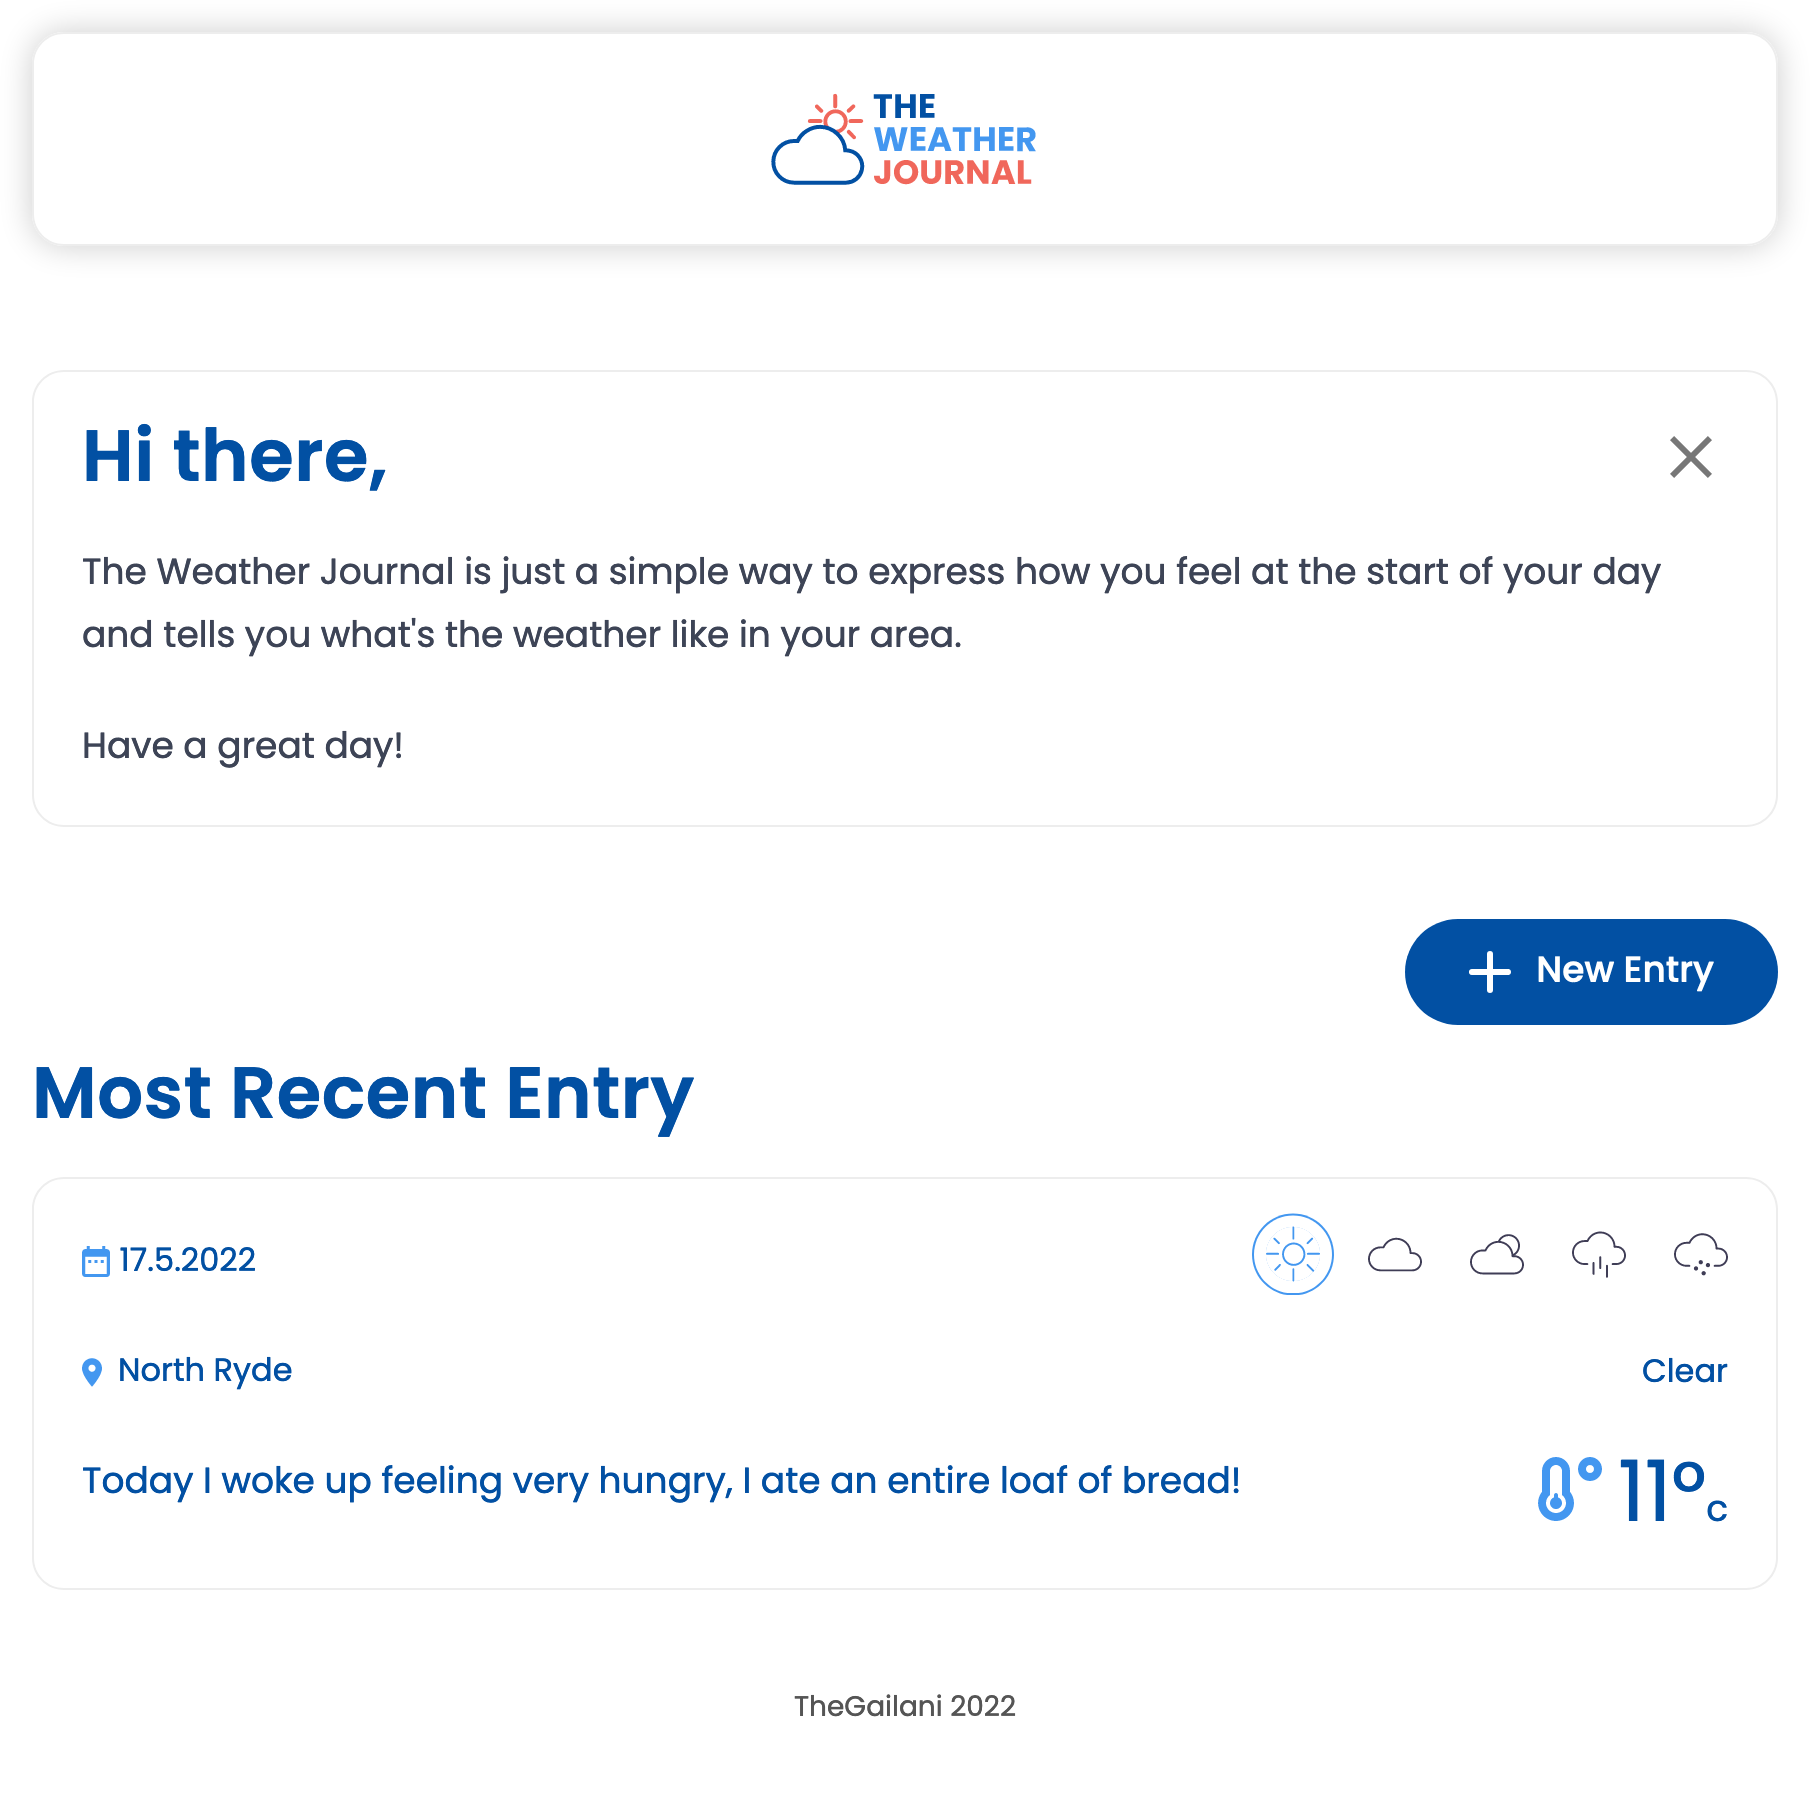 THE
WEATHER
JOURNAL
Hi there,
The Weather Journal is just a simple way to express how you feel at the start of your day
and tells you what's the weather like in your area.
Have a great day!
New Entry
Most Recent Entry
17.5.2022
North Ryde
Clear
Today I woke up feeling very hungry, I ate an entire loaf of bread!
11° c
TheGailani 2022